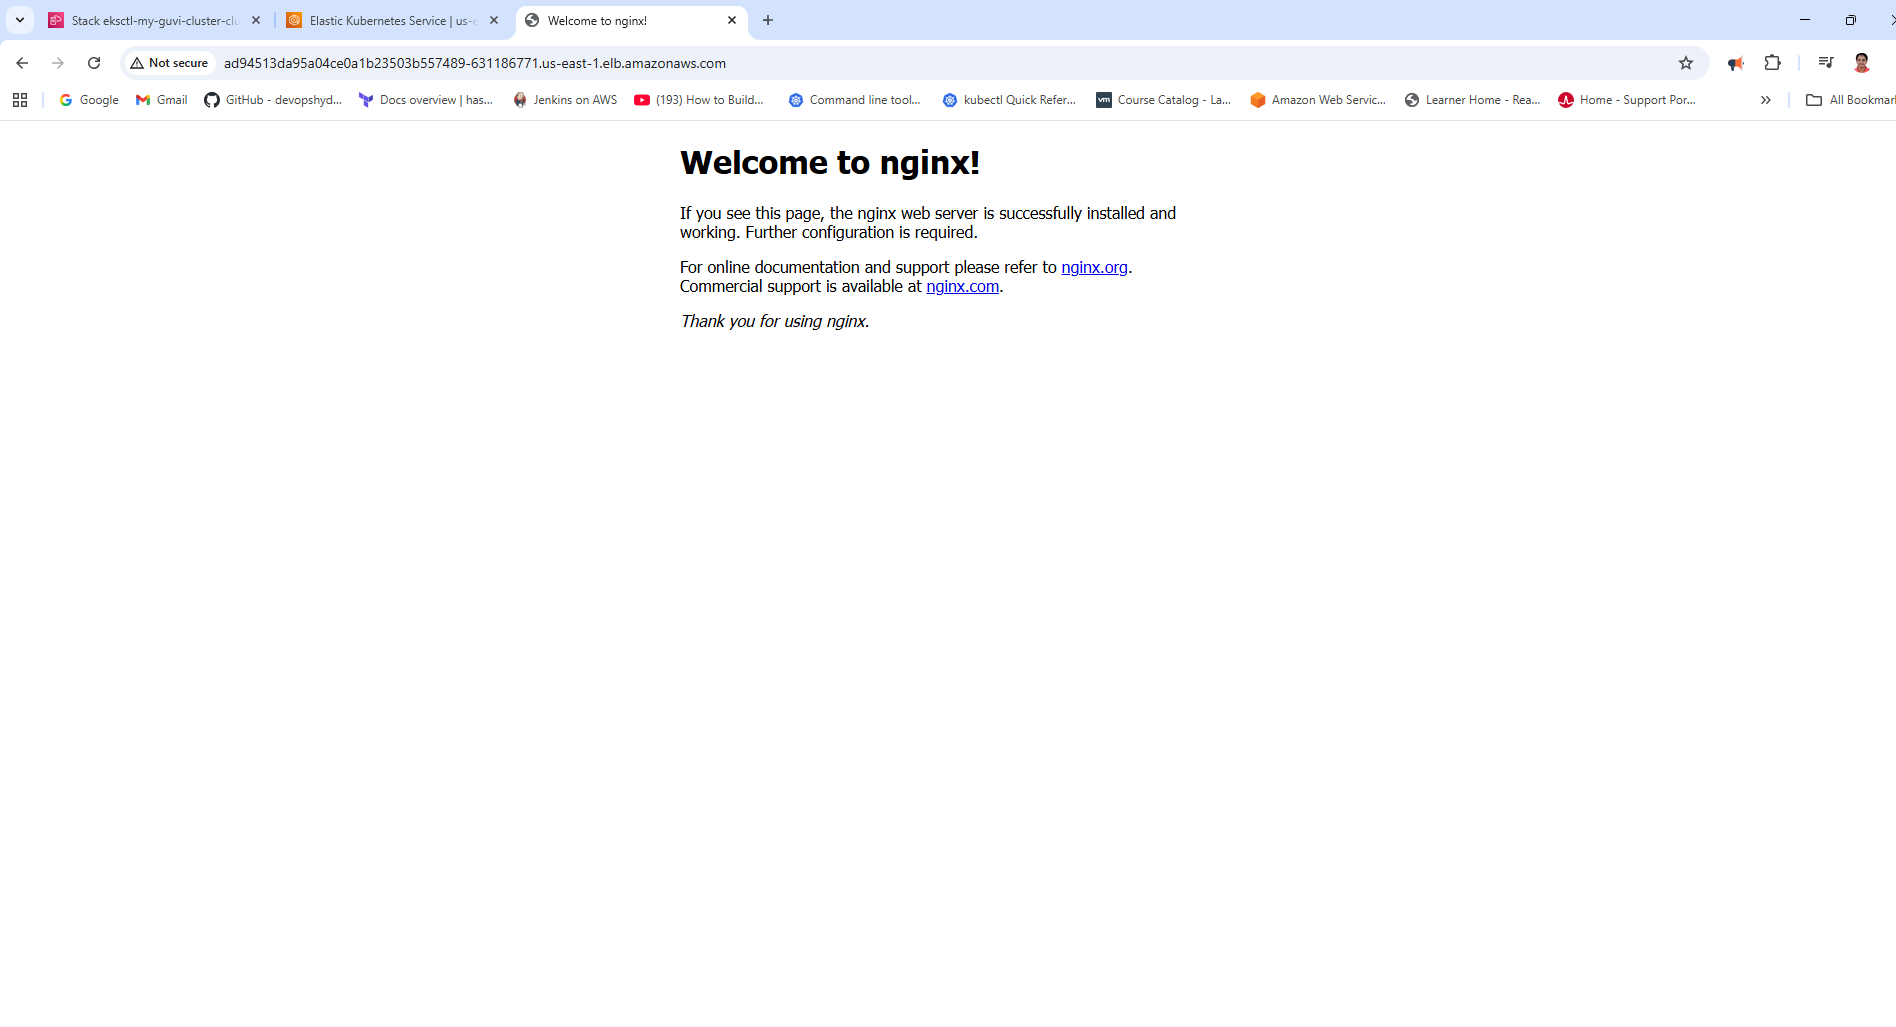 Stack eksctl-my-guvi-cluster-clu
Elastic Kubernetes Service | us-e
Welcome to nginx!
Not secure
ad94513da95a04ce0a1b23503b557489-631186771.us-east-1.elb.amazonaws.com
Google
Gmail
GitHub - devopshyd...
Docs overview | has...
Jenkins on AWS
(193) How to Build...
Command line tool...
kubectl Quick Refer...
vm
Course Catalog - La...
Amazon Web Servic...
Learner Home - Rea...
Home - Support Por...
All Bookmar
Welcome to nginx!
If you see this page, the nginx web server is successfully installed and
working. Further configuration is required.
For online documentation and support please refer to nginx.org.
Commercial support is available at nginx.com.
Thank you for using nginx.